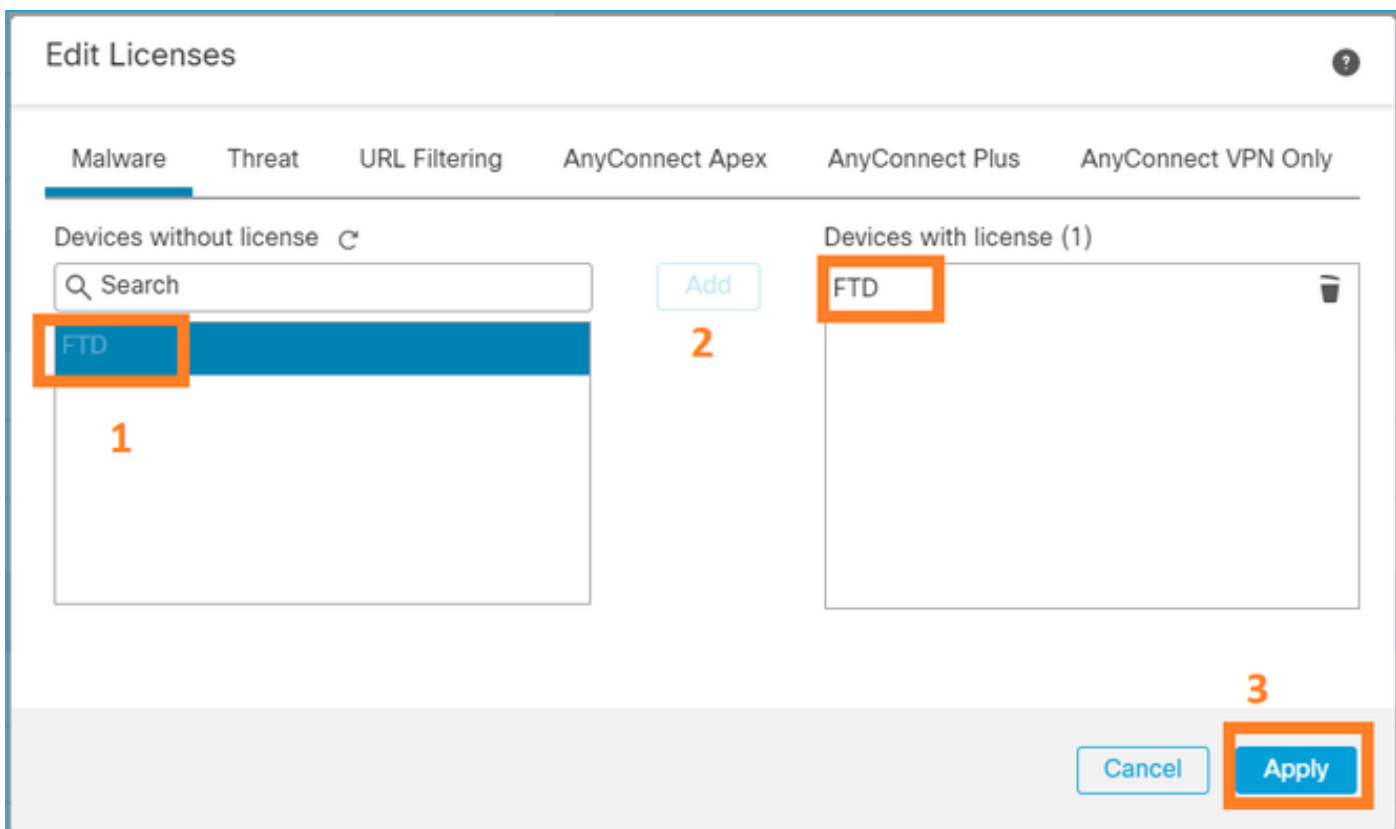 Edit Licenses
?
Malware Threat URL Filtering AnyConnect Apex AnyConnect Plus AnyConnect VPN Only
Devices without license
Devices with license (1)
Search
Add
FTD
FTD
2
1
3
Cancel
Apply